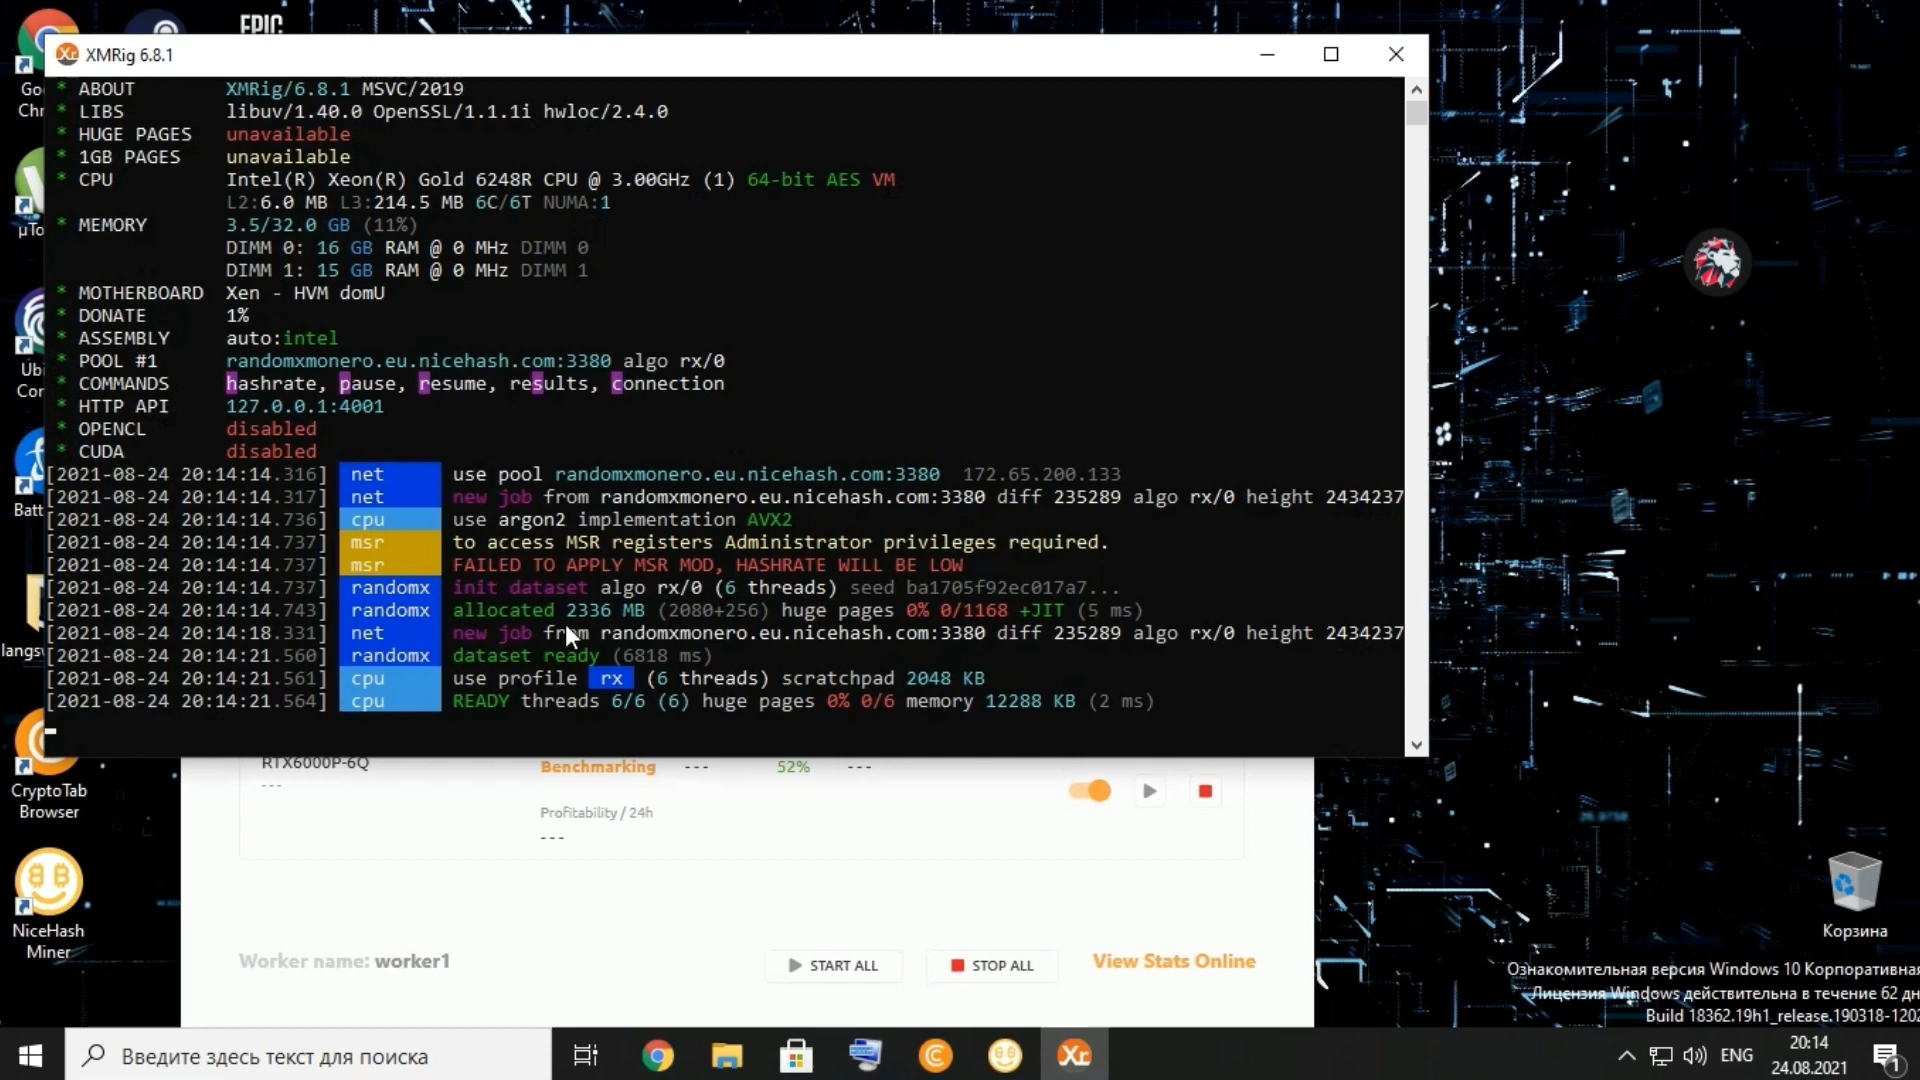 EPIC
XMRig 6.8.1
* ABOUT XMRig/6.8.1 MSVC/2019
* LIBS libuv/1.40.0 OpenSSL/1.1.1i hwloc/2.4.0
* HUGE PAGES unavailable
* 1GB PAGES unavailable
* CPU Intel(R) Xeon(R) Gold 6248R CPU @ 3.00GHz (1) 64-bit AES VM
L2:6.0 MB L3:214.5 MB 6C/6T NUMA:1
* MEMORY 3.5/32.0 GB (11%)
DIMM 0: 16 GB RAM @ 0 MHz DIMM 0
DIMM 1: 15 GB RAM @ 0 MHz DIMM 1
* MOTHERBOARD Xen - HVM domU
* DONATE 1%
* ASSEMBLY auto:intel
* POOL #1 randomxmonero.eu.nicehash.com:3380 algo rx/0
* COMMANDS hashrate, pause, resume, results, connection
* HTTP API 127.0.0.1:4001
* OPENCL disabled
* CUDA disabled
[2021-08-24 20:14:14.316] net use pool randomxmonero.eu.nicehash.com:3380 172.65.200.133
[2021-08-24 20:14:14.317] net new job from randomxmonero.eu.nicehash.com:3380 diff 235289 algo rx/0 height 2434237
[2021-08-24 20:14:14.736] cpu use argon2 implementation AVX2
[2021-08-24 20:14:14.737] msr to access MSR registers Administrator privileges required.
[2021-08-24 20:14:14.737] msr FAILED TO APPLY MSR MOD, HASHRATE WILL BE LOW
[2021-08-24 20:14:14.737] randomx init dataset algo rx/0 (6 threads) seed ba1705f92ec017a7...
[2021-08-24 20:14:14.743] randomx allocated 2336 MB (2080+256) huge pages 0% 0/1168 +JIT (5 ms)
[2021-08-24 20:14:18.331] net new job from randomxmonero.eu.nicehash.com:3380 diff 235289 algo rx/0 height 2434237
[2021-08-24 20:14:21.560] randomx dataset ready (6818 ms)
[2021-08-24 20:14:21.561] cpu use profile rx (6 threads) scratchpad 2048 KB
[2021-08-24 20:14:21.564] cpu READY threads 6/6 (6) huge pages 0% 0/6 memory 12288 KB (2 ms)
Goo
Chr
µTo
Ubi
Cor
Batt
langsw
CryptoTab
Browser
NiceHash
Miner
RTX6000P-6Q Benchmarking --- 52% ---
---
Profitability / 24h
---
Worker name: worker1 START ALL STOP ALL View Stats Online
Корзина
Ознакомительная версия Windows 10 Корпоративная
Лицензия Windows действительна в течение 62 дн
Build 18362.19h1_release.190318-1202
Введите здесь текст для поиска
ENG
20:14
24.08.2021
1